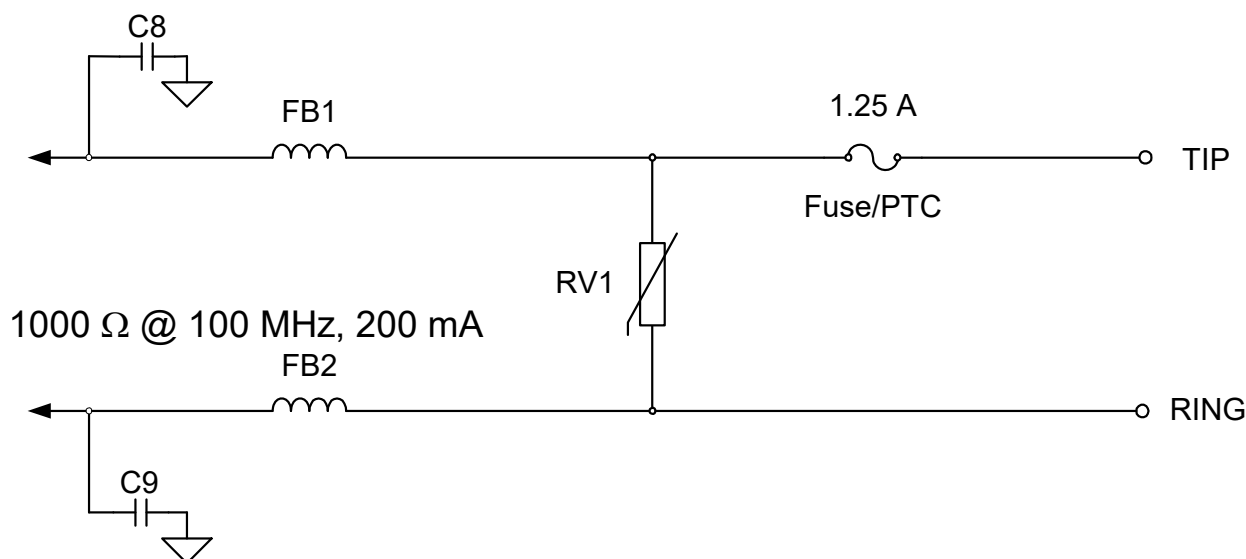 C8
FB1
1.25 A
TIP
Fuse/PTC
RV1
1000 Ω @ 100 MHz, 200 mA
FB2
RING
C9